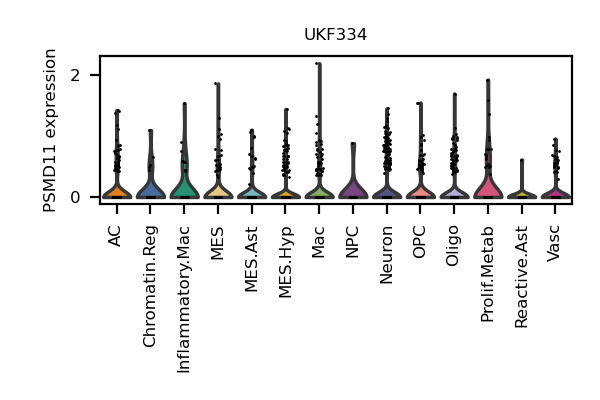 UKF334
PSMD11 expression
2
0
AC
Chromatin.Reg
Inflammatory.Mac
MES
MES.Ast
MES.Hyp
Mac
NPC
Neuron
OPC
Oligo
Prolif.Metab
Reactive.Ast
Vasc